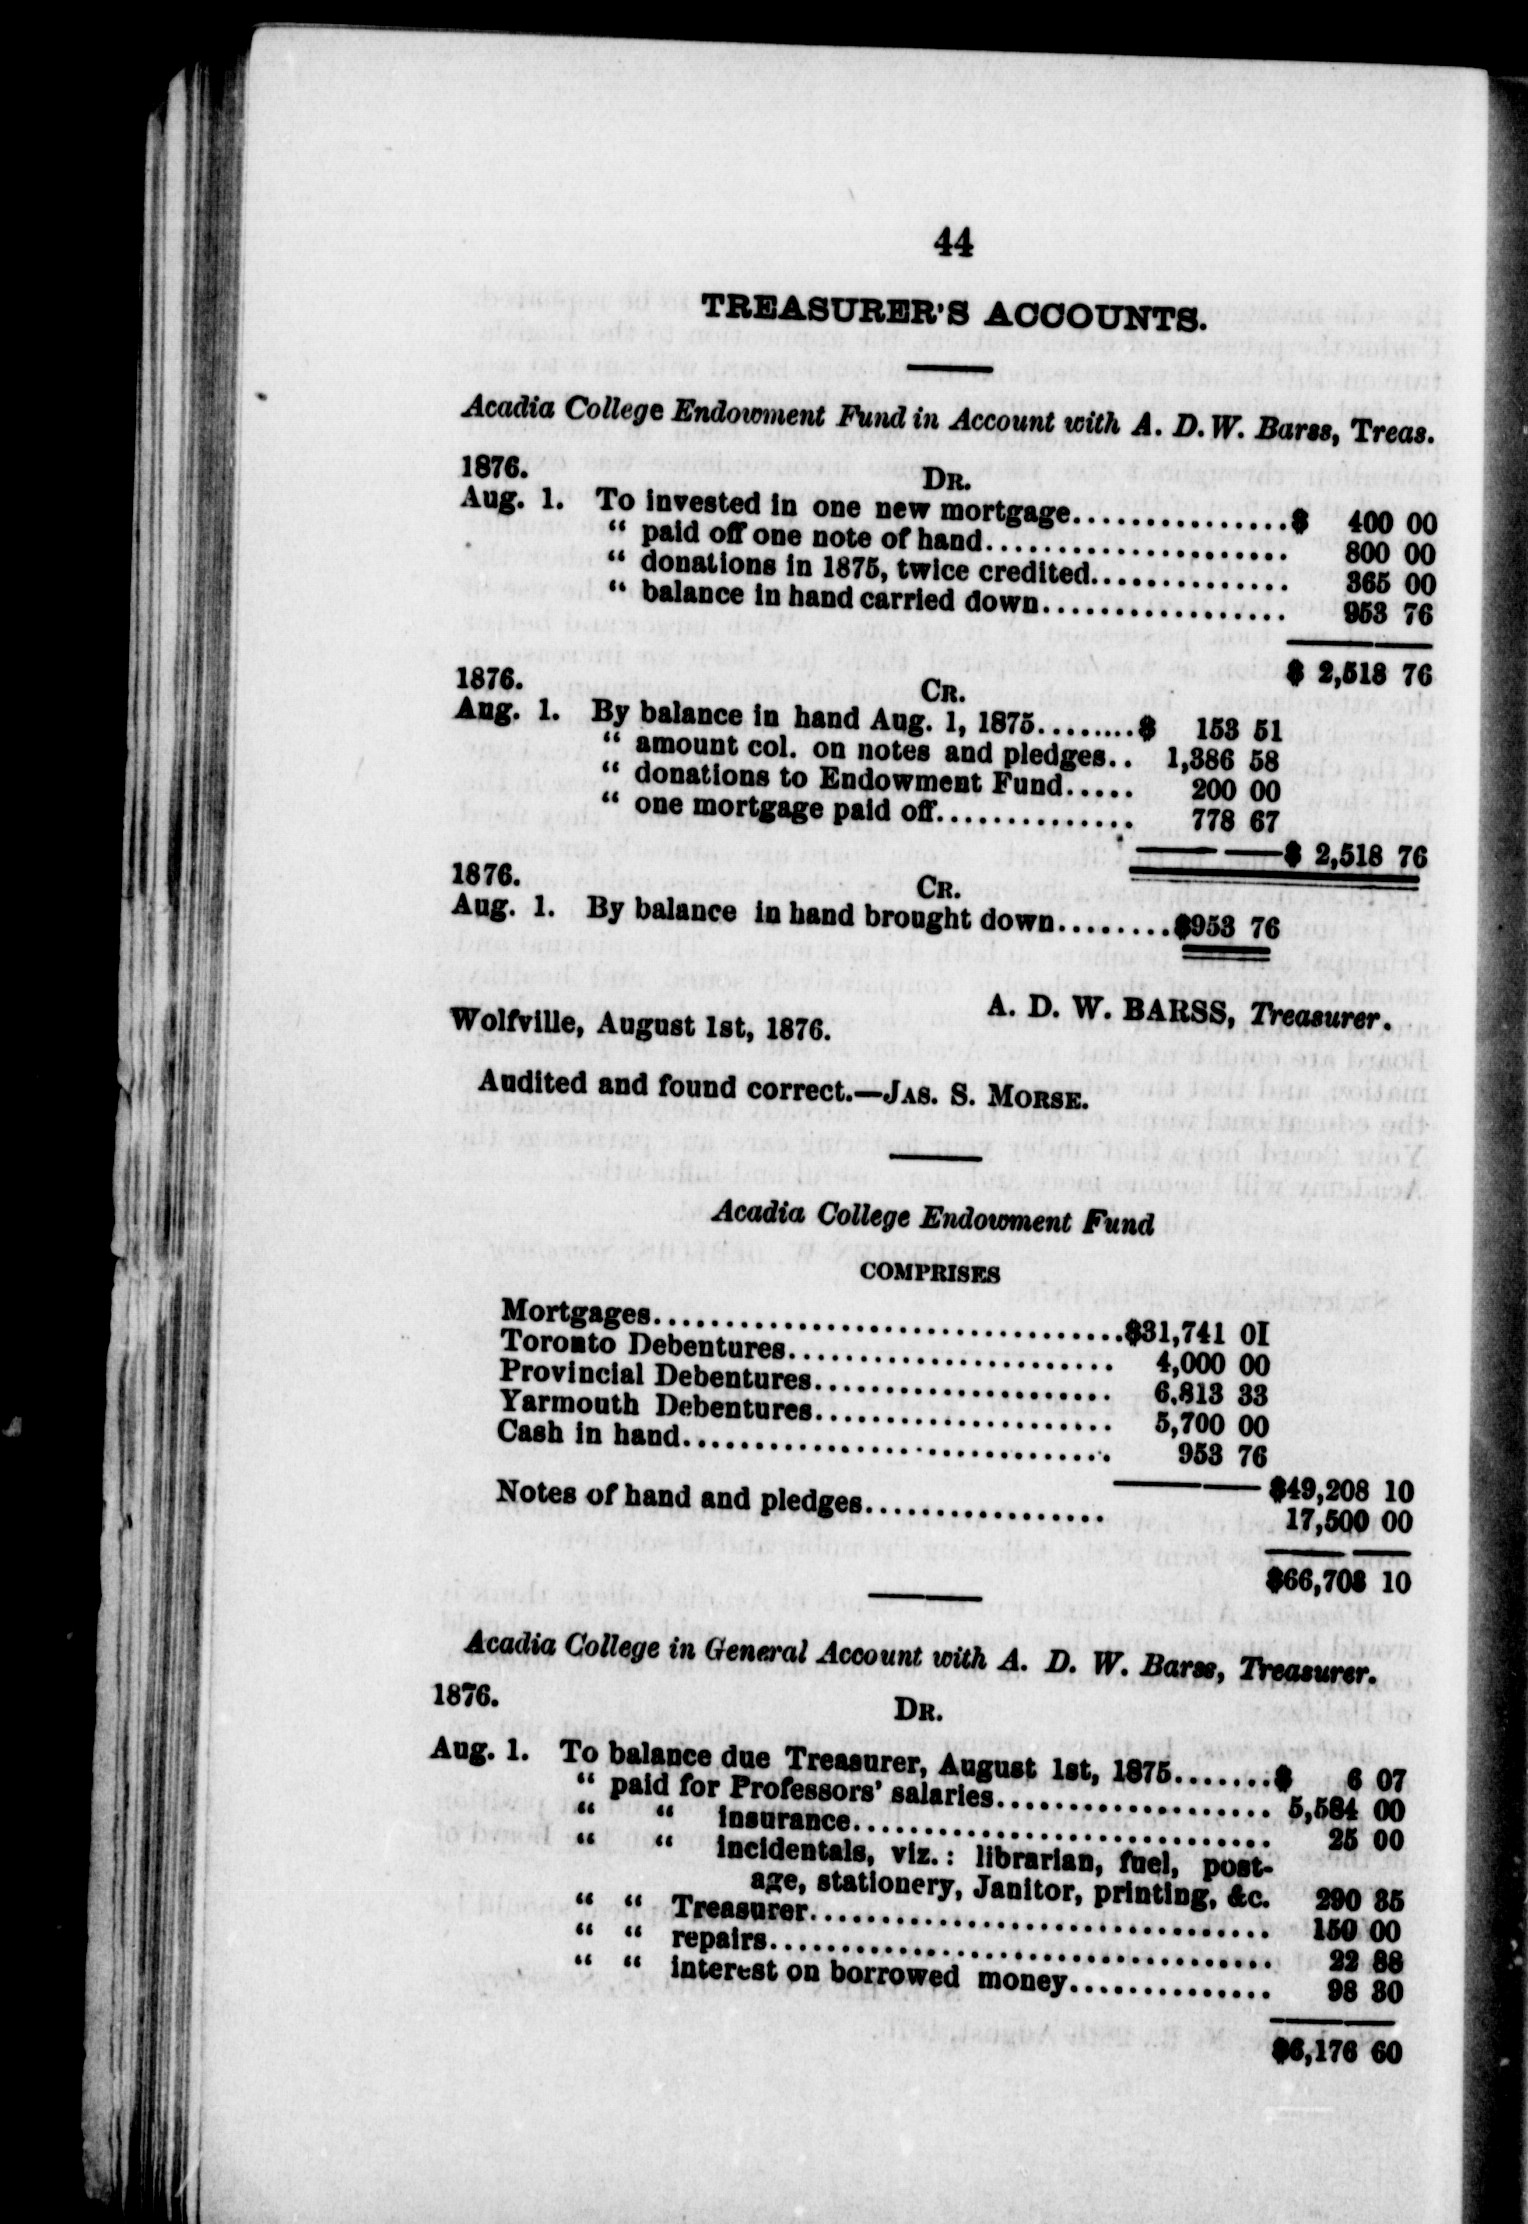 44
TREASURER'S ACCOUNTS.
Acadia College Endowment Fund in Account with A. D. W. Barss, Treas.
1876.
DR.
Aug. 1. To invested in one new mortgage................$ 400 00
“ paid off one note of hand..................... 800 00
“ donations in 1875, twice credited.............. 365 00
“ balance in hand carried down................. 953 76
$ 2,518 76
1876.
CR.
Aug. 1. By balance in hand Aug. 1, 1875.........$ 153 51
“ amount col. on notes and pledges.. 1,386 58
“ donations to Endowment Fund..... 200 00
“ one mortgage paid off.............. 778 67
$ 2,518 76
1876.
CR.
Aug. 1. By balance in hand brought down........$953 76
A. D. W. BARSS, Treasurer.
Wolfville, August 1st, 1876.
Audited and found correct.—JAS. S. MORSE.
Acadia College Endowment Fund
COMPRISES
Mortgages.................................$31,741 01
Toronto Debentures....................... 4,000 00
Provincial Debentures..................... 6,813 33
Yarmouth Debentures..................... 5,700 00
Cash in hand.............................. 953 76
$49,208 10
Notes of hand and pledges................. 17,500 00
$66,708 10
Acadia College in General Account with A. D. W. Barss, Treasurer.
1876.
DR.
Aug. 1. To balance due Treasurer, August 1st, 1875.......$ 6 07
“ paid for Professors' salaries................... 5,584 00
“ “ insurance............................. 25 00
“ “ incidentals, viz.: librarian, fuel, post-
age, stationery, Janitor, printing, &c. 290 35
“ “ Treasurer................................ 150 00
“ “ repairs................................... 22 88
“ “ interest on borrowed money.............. 98 30
$6,176 60